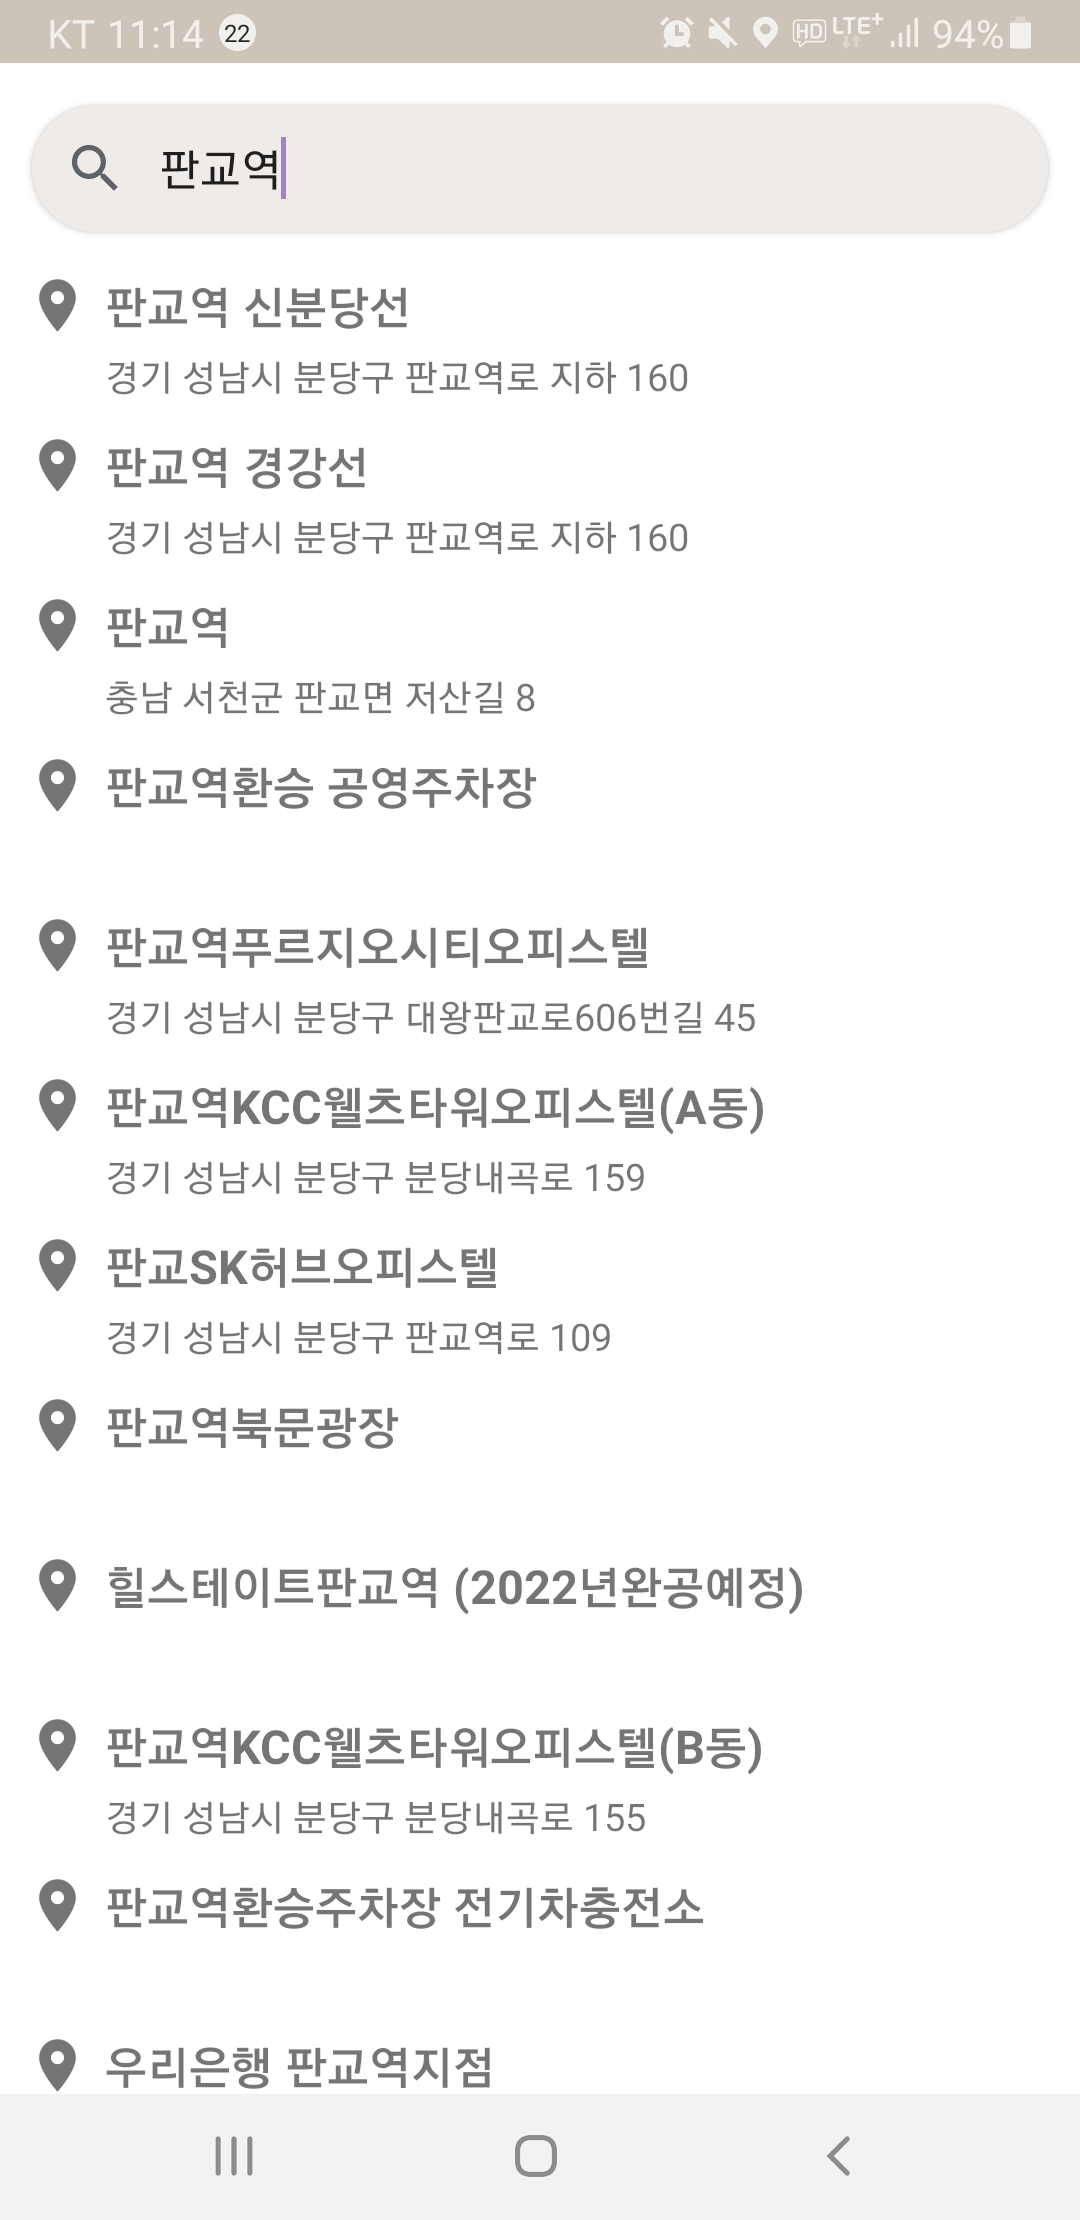 KT 11:14 22 HD LTE+ 94%
판교역
판교역 신분당선
경기 성남시 분당구 판교역로 지하 160
판교역 경강선
경기 성남시 분당구 판교역로 지하 160
판교역
충남 서천군 판교면 저산길 8
판교역환승 공영주차장
판교역푸르지오시티오피스텔
경기 성남시 분당구 대왕판교로606번길 45
판교역KCC웰츠타워오피스텔(A동)
경기 성남시 분당구 분당내곡로 159
판교SK허브오피스텔
경기 성남시 분당구 판교역로 109
판교역북문광장
힐스테이트판교역 (2022년완공예정)
판교역KCC웰츠타워오피스텔(B동)
경기 성남시 분당구 분당내곡로 155
판교역환승주차장 전기차충전소
우리은행 판교역지점